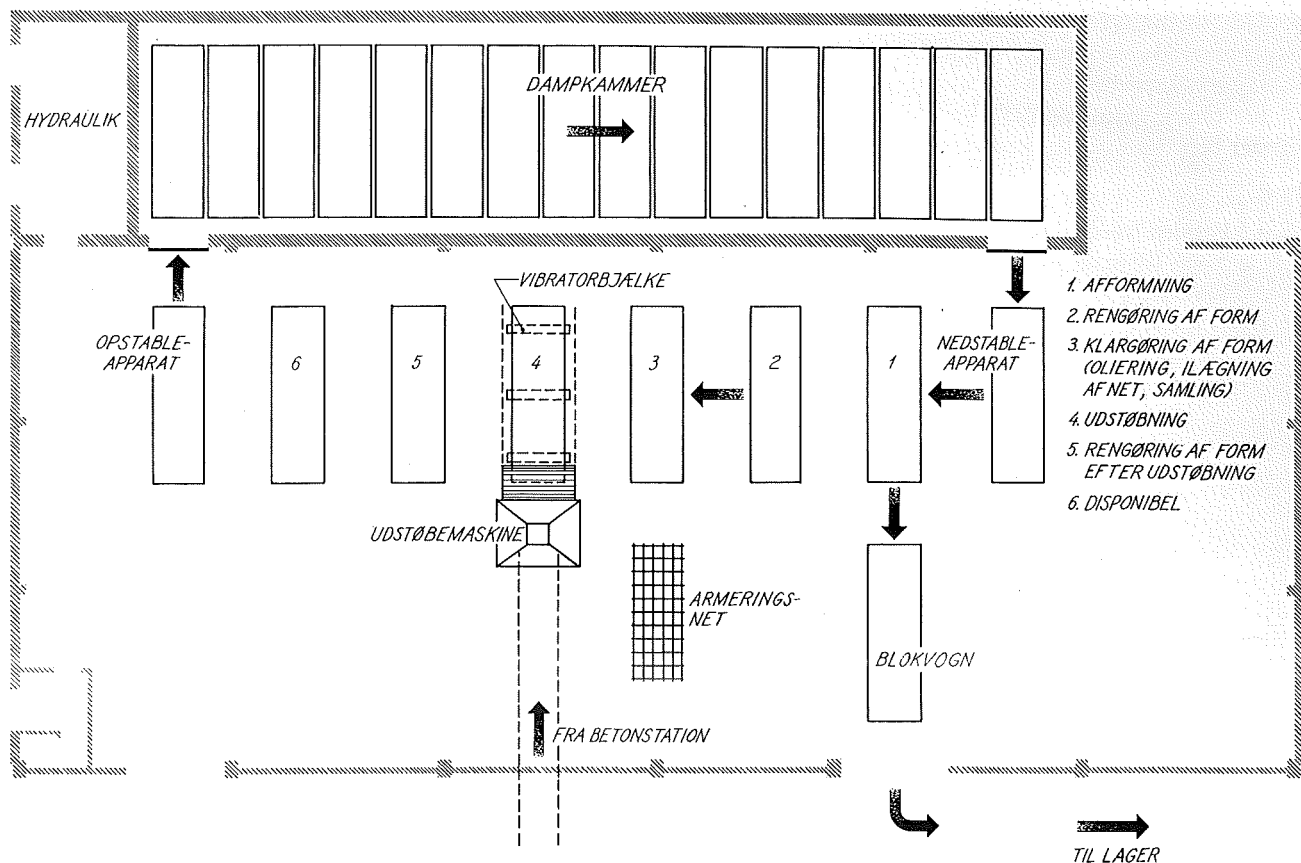 DAMPKAMMER
HYDRAULIK
VIBRATORBJÆLKE
OPSTABLE-
APPARAT
6
5
4
3
2
1
NEDSTABLE-
APPARAT
1. AFFORMNING
2. RENGØRING AF FORM
3. KLARGØRING AF FORM
(OLIERING, ILÆGNING
AF NET, SAMLING)
4. UDSTØBNING
5. RENGØRING AF FORM
EFTER UDSTØBNING
6. DISPONIBEL
UDSTØBEMASKINE
ARMERINGS-
NET
BLOKVOGN
FRA BETONSTATION
TIL LAGER